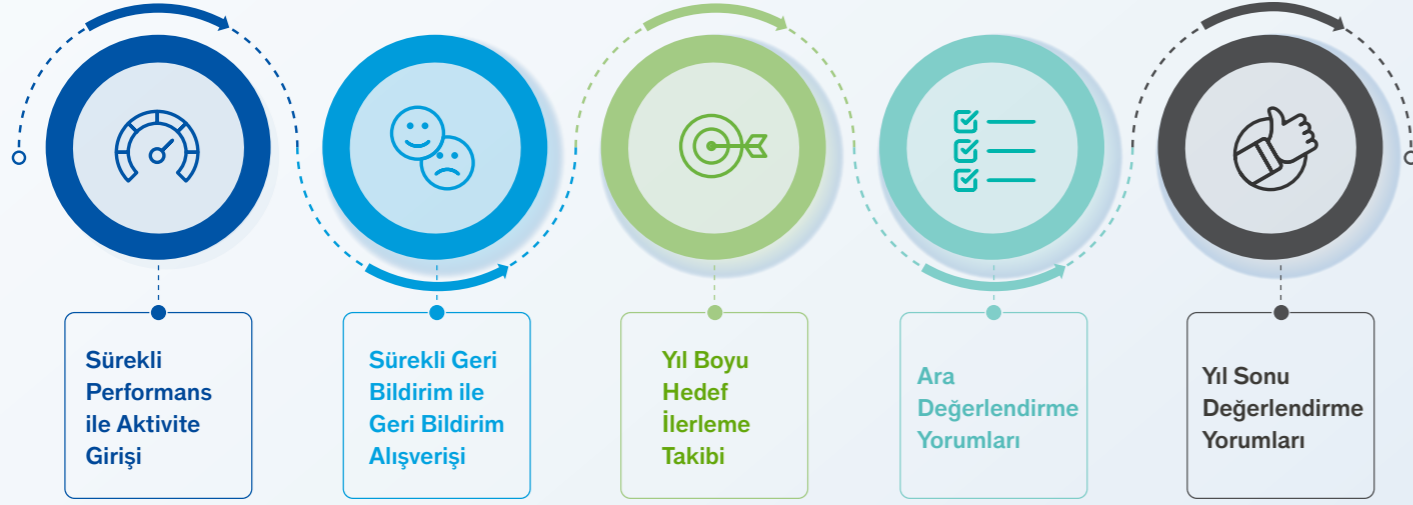 Sürekli
Performans
ile Aktivite
Girişi
Sürekli Geri
Bildirim ile
Geri Bildirim
Alışverişi
Yıl Boyu
Hedef
İlerleme
Takibi
Ara
Değerlendirme
Yorumları
Yıl Sonu
Değerlendirme
Yorumları